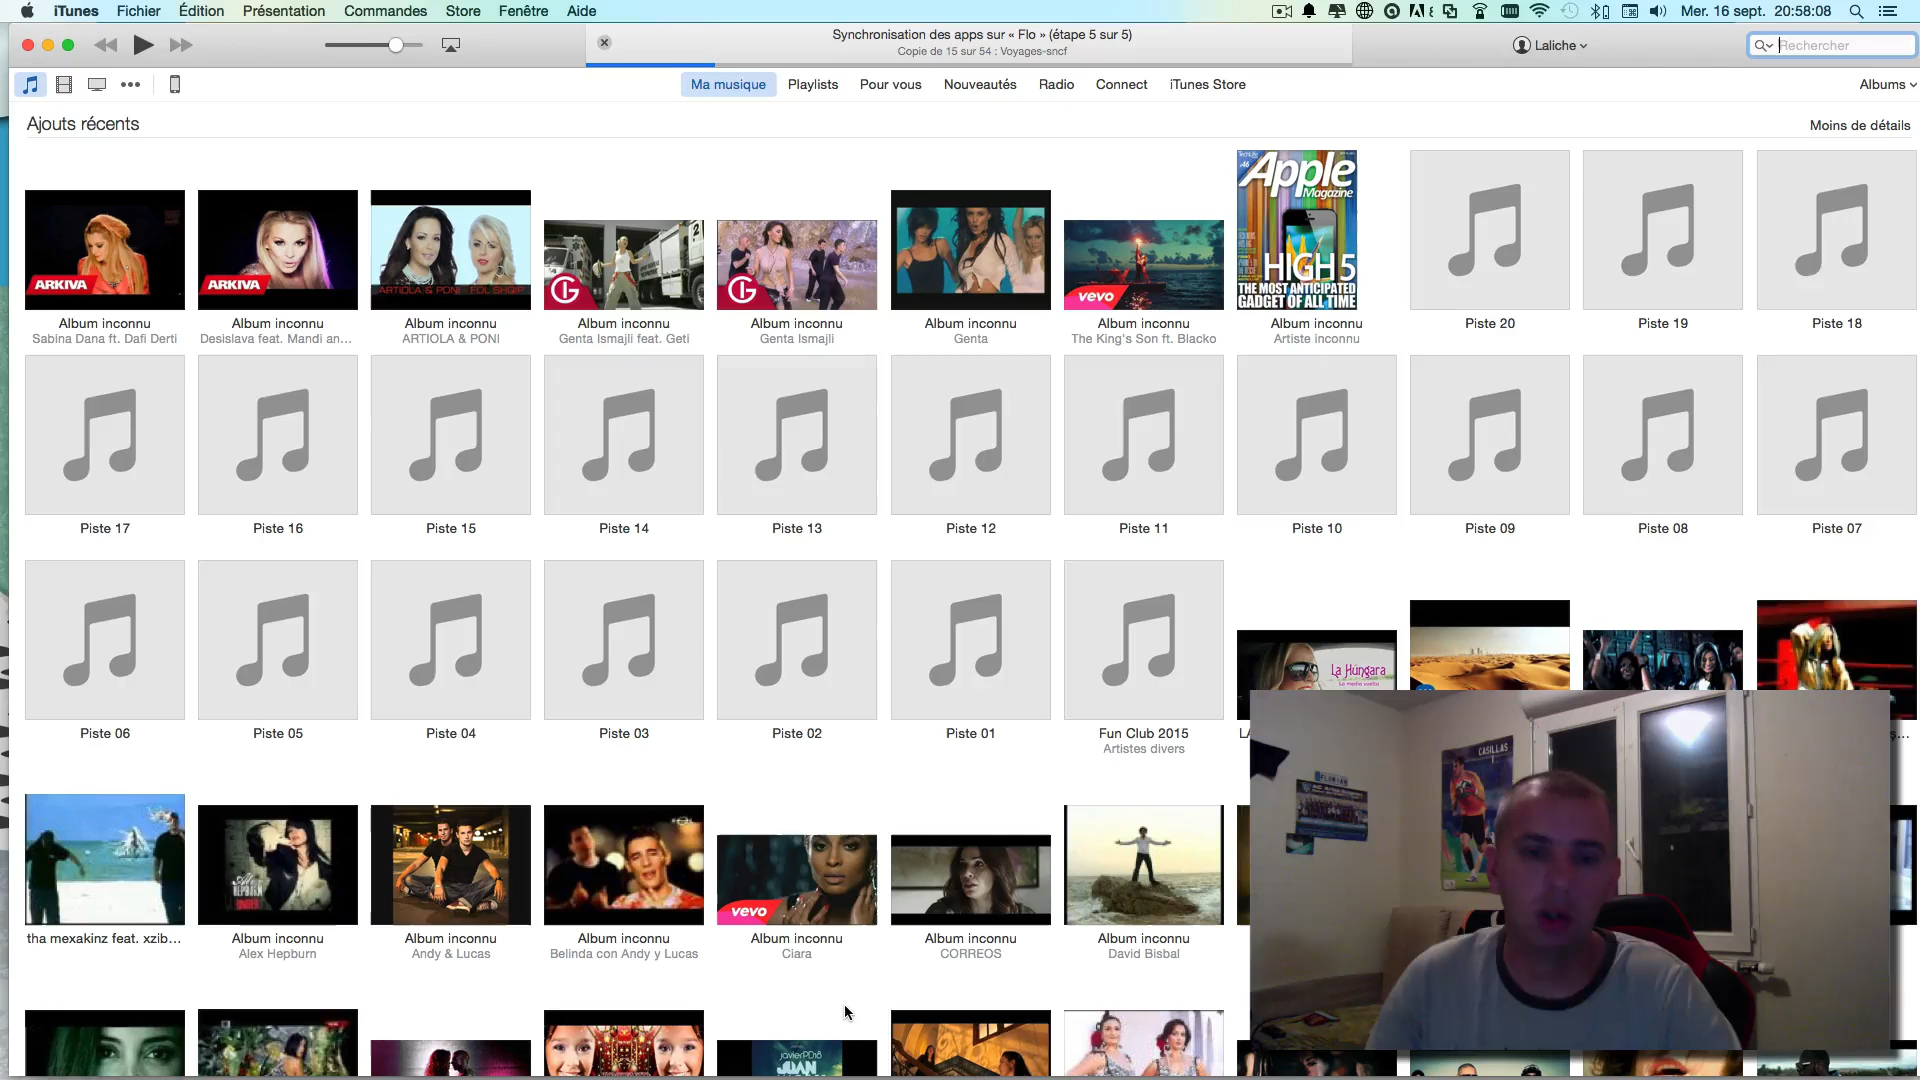 iTunes Fichier Édition Présentation Commandes Store Fenêtre Aide
Mer. 16 sept. 20:58:08
Synchronisation des apps sur « Flo » (étape 5 sur 5)
Copie de 15 sur 54 : Voyages-sncf
Laliche
Rechercher
Ma musique Playlists Pour vous Nouveautés Radio Connect iTunes Store
Albums
Ajouts récents
Moins de détails
ARKIVA
ARKIVA
ARTIOLA & PONI - FOL SHQIP
vevo
Apple
Magazine
HIGH 5
THE MOST ANTICIPATED
GADGET OF ALL TIME
Album inconnu
Sabina Dana ft. Dafi Derti
Album inconnu
Desislava feat. Mandi an...
Album inconnu
ARTIOLA & PONI
Album inconnu
Genta Ismajli feat. Geti
Album inconnu
Genta Ismajli
Album inconnu
Genta
Album inconnu
The King's Son ft. Blacko
Album inconnu
Artiste inconnu
Piste 20
Piste 19
Piste 18
Piste 17
Piste 16
Piste 15
Piste 14
Piste 13
Piste 12
Piste 11
Piste 10
Piste 09
Piste 08
Piste 07
La Húngara
Piste 06
Piste 05
Piste 04
Piste 03
Piste 02
Piste 01
Fun Club 2015
Artistes divers
CASILLAS
FLORIAN
vevo
tha mexakinz feat. xzib...
Album inconnu
Alex Hepburn
Album inconnu
Andy & Lucas
Album inconnu
Belinda con Andy y Lucas
Album inconnu
Ciara
Album inconnu
CORREOS
Album inconnu
David Bisbal
javierPD18
JUAN